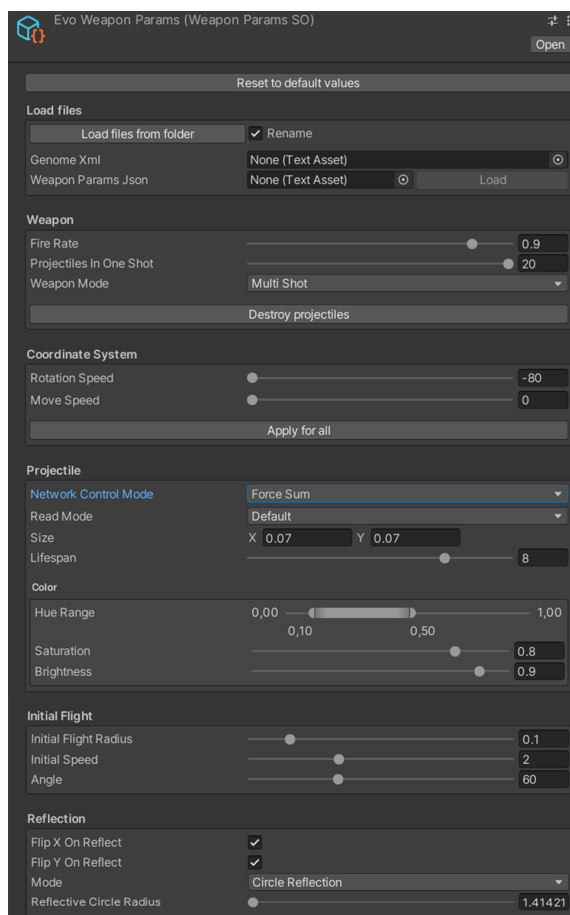 Evo Weapon Params (Weapon Params SO)
Open
Reset to default values
Load files
Load files from folder Rename
Genome Xml None (Text Asset)
Weapon Params Json None (Text Asset) Load
Weapon
Fire Rate 0.9
Projectiles In One Shot 20
Weapon Mode Multi Shot
Destroy projectiles
Coordinate System
Rotation Speed -80
Move Speed 0
Apply for all
Projectile
Network Control Mode Force Sum
Read Mode Default
Size X 0.07 Y 0.07
Lifespan 8
Color
Hue Range 0,00 1,00
0,10 0,50
Saturation 0.8
Brightness 0.9
Initial Flight
Initial Flight Radius 0.1
Initial Speed 2
Angle 60
Reflection
Flip X On Reflect
Flip Y On Reflect
Mode Circle Reflection
Reflective Circle Radius 1.41421